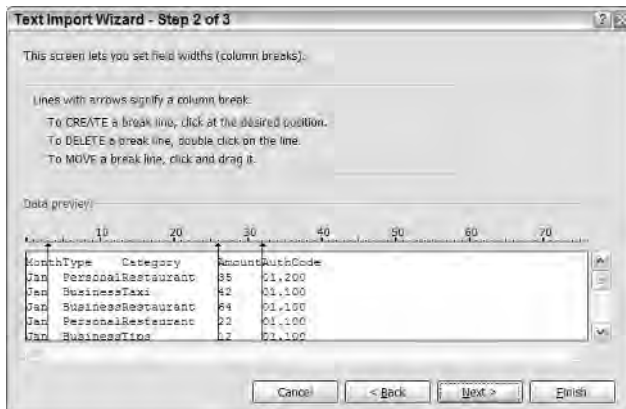 Text Import Wizard - Step 2 of 3
This screen lets you set field widths (column breaks).
Lines with arrows signify a column break.
To CREATE a break line, click at the desired position.
To DELETE a break line, double click on the line.
To MOVE a break line, click and drag it.
Data preview
10 20 30 40 50 60 70
MonthType Category AmountAuthCode
Jan PersonalRestaurant 35 01,200
Jan BusinessTaxi 42 01,100
Jan BusinessRestaurant 64 01,100
Jan PersonalRestaurant 22 01,100
Jan BusinessTips 12 01,100
Cancel < Back Next > Finish